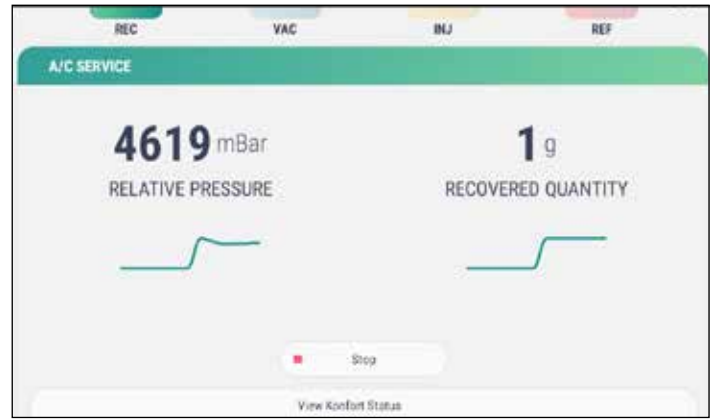 REC VAC INJ REF
A/C SERVICE
4619 mBar 1 g
RELATIVE PRESSURE RECOVERED QUANTITY
Stop
View Konfort Status